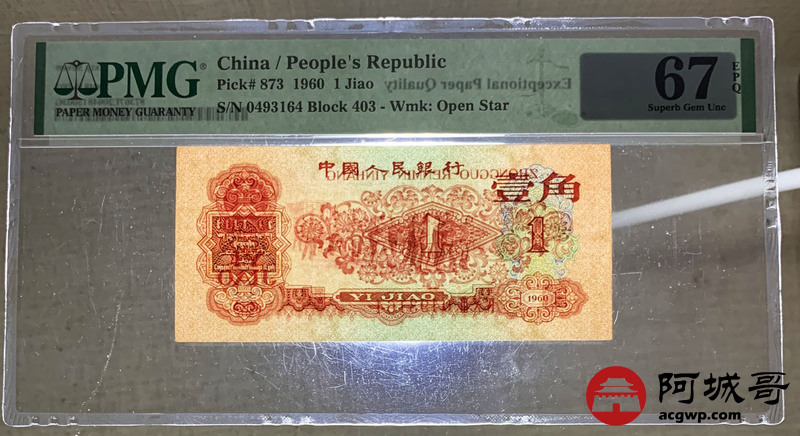 PMG
PAPER MONEY GUARANTY
China / People's Republic
Pick# 873 1960 1 Jiao
Exceptional Paper Quality
S/N 0493164 Block 403 - Wmk: Open Star
67
EPQ
Superb Gem Unc
中國人民銀行
壹角
1
1
YI JIAO
1960
阿城哥
acgwp.com